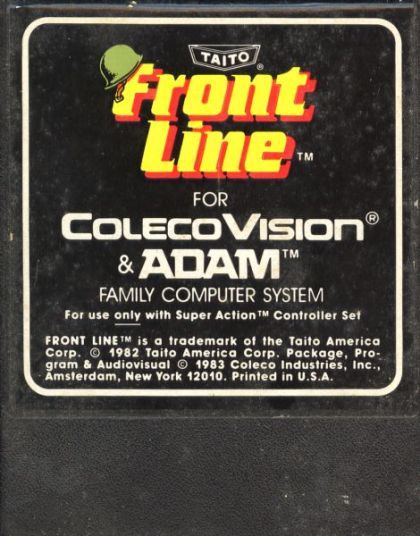 TAITO®
Front
Line™
FOR
COLECOVISION®
& ADAM™
FAMILY COMPUTER SYSTEM
For use only with Super Action™ Controller Set
FRONT LINE™ is a trademark of the Taito America
Corp. © 1982 Taito America Corp. Package, Pro-
gram & Audiovisual © 1983 Coleco Industries, Inc.,
Amsterdam, New York 12010. Printed in U.S.A.